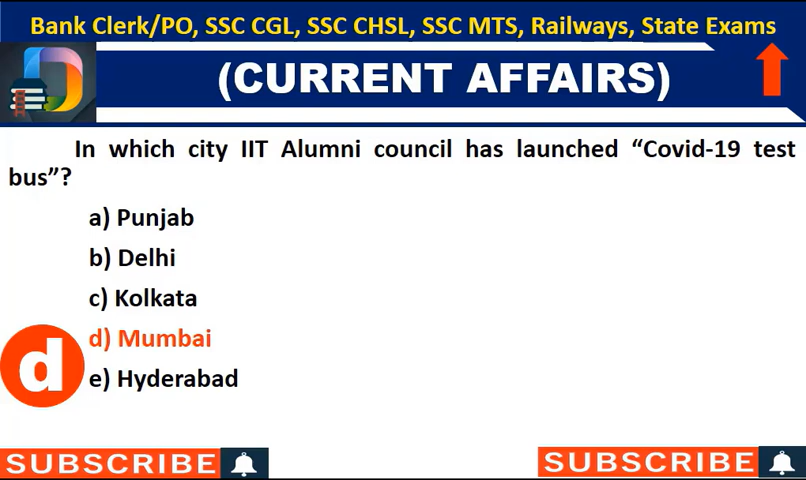 Bank Clerk/PO, SSC CGL, SSC CHSL, SSC MTS, Railways, State Exams
(CURRENT AFFAIRS)
In which city IIT Alumni council has launched “Covid-19 test
bus”?
a) Punjab
b) Delhi
c) Kolkata
d) Mumbai
d
e) Hyderabad
SUBSCRIBE
SUBSCRIBE